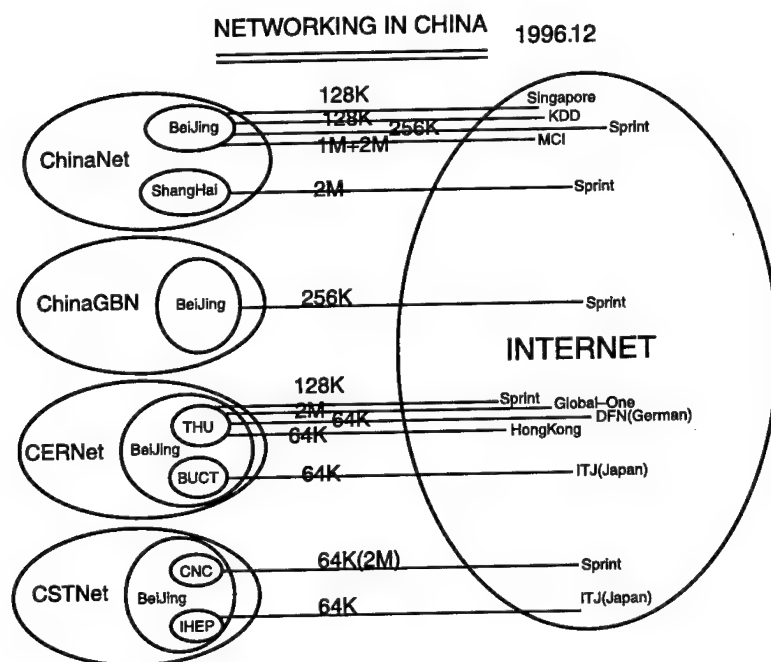 NETWORKING IN CHINA 1996.12
128K
Singapore
BeiJing
128K
KDD
256K
Sprint
1M+2M
MCI
ChinaNet
ShangHai
2M
Sprint
ChinaGBN
BeiJing
256K
Sprint
INTERNET
128K
Sprint
2M
Global-One
THU
64K
DFN(German)
64K
HongKong
CERNet
BeiJing
BUCT
64K
ITJ(Japan)
CNC
64K(2M)
Sprint
CSTNet
BeiJing
IHEP
64K
ITJ(Japan)